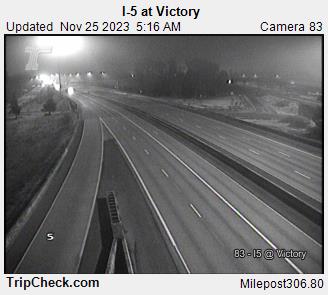 I-5 at Victory
Updated Nov 25 2023 5:16 AM Camera 83
S
83 - I5 @ Victory
TripCheck.com Milepost306.80